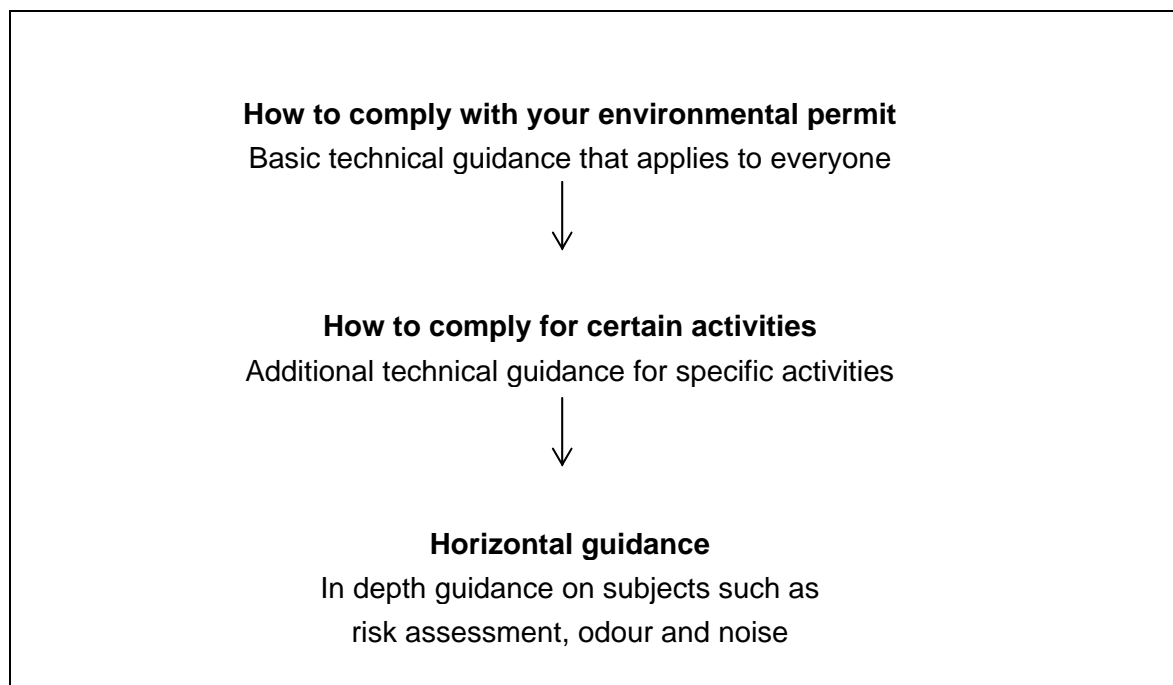 How to comply with your environmental permit
Basic technical guidance that applies to everyone
How to comply for certain activities
Additional technical guidance for specific activities
Horizontal guidance
In depth guidance on subjects such as
risk assessment, odour and noise